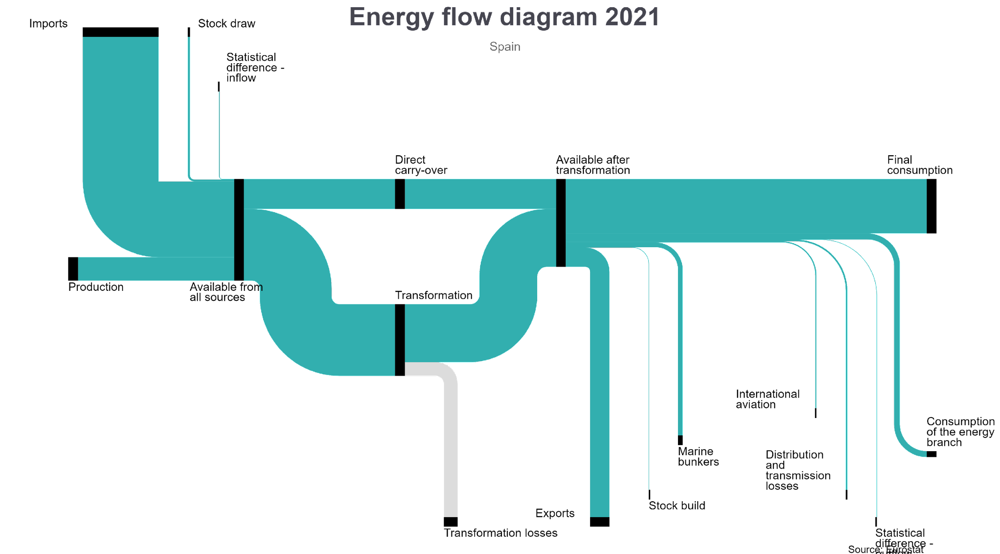 Energy flow diagram 2021
Spain
Imports
Stock draw
Statistical
difference -
inflow
Direct
carry-over
Available after
transformation
Final
consumption
Production
Available from
all sources
Transformation
International
aviation
Consumption
of the energy
branch
Marine
bunkers
Distribution
and
transmission
losses
Stock build
Exports
Transformation losses
Statistical
difference -
outflow
Source: Eurostat